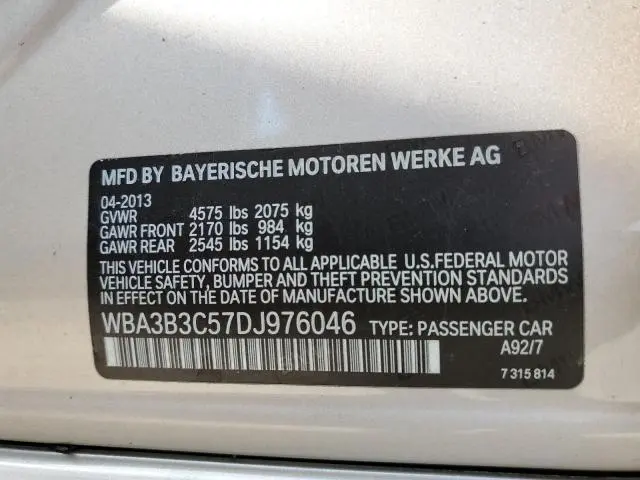 MFD BY BAYERISCHE MOTOREN WERKE AG
04-2013
GVWR 4575 lbs 2075 kg
GAWR FRONT 2170 lbs 984 kg
GAWR REAR 2545 lbs 1154 kg
THIS VEHICLE CONFORMS TO ALL APPLICABLE U.S.FEDERAL MOTOR
VEHICLE SAFETY, BUMPER AND THEFT PREVENTION STANDARDS
IN EFFECT ON THE DATE OF MANUFACTURE SHOWN ABOVE.
WBA3B3C57DJ976046 TYPE: PASSENGER CAR
A92/7
7 315 814